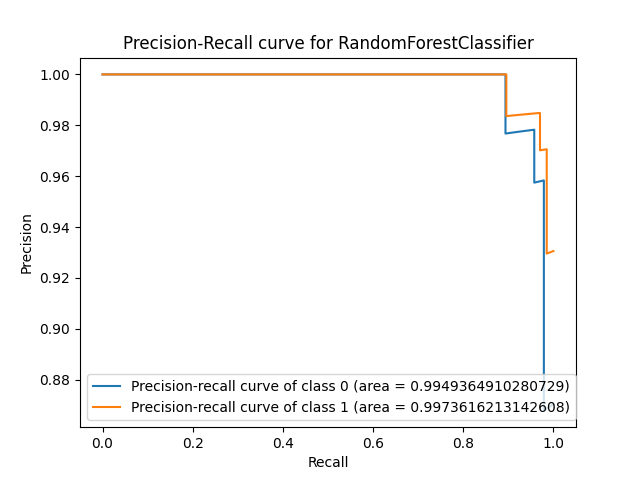 Precision-Recall curve for RandomForestClassifier
1.00
0.98
0.96
0.94
0.92
0.90
0.88
Precision
Precision-recall curve of class 0 (area = 0.9949364910280729)
Precision-recall curve of class 1 (area = 0.9973616213142608)
0.0 0.2 0.4 0.6 0.8 1.0
Recall